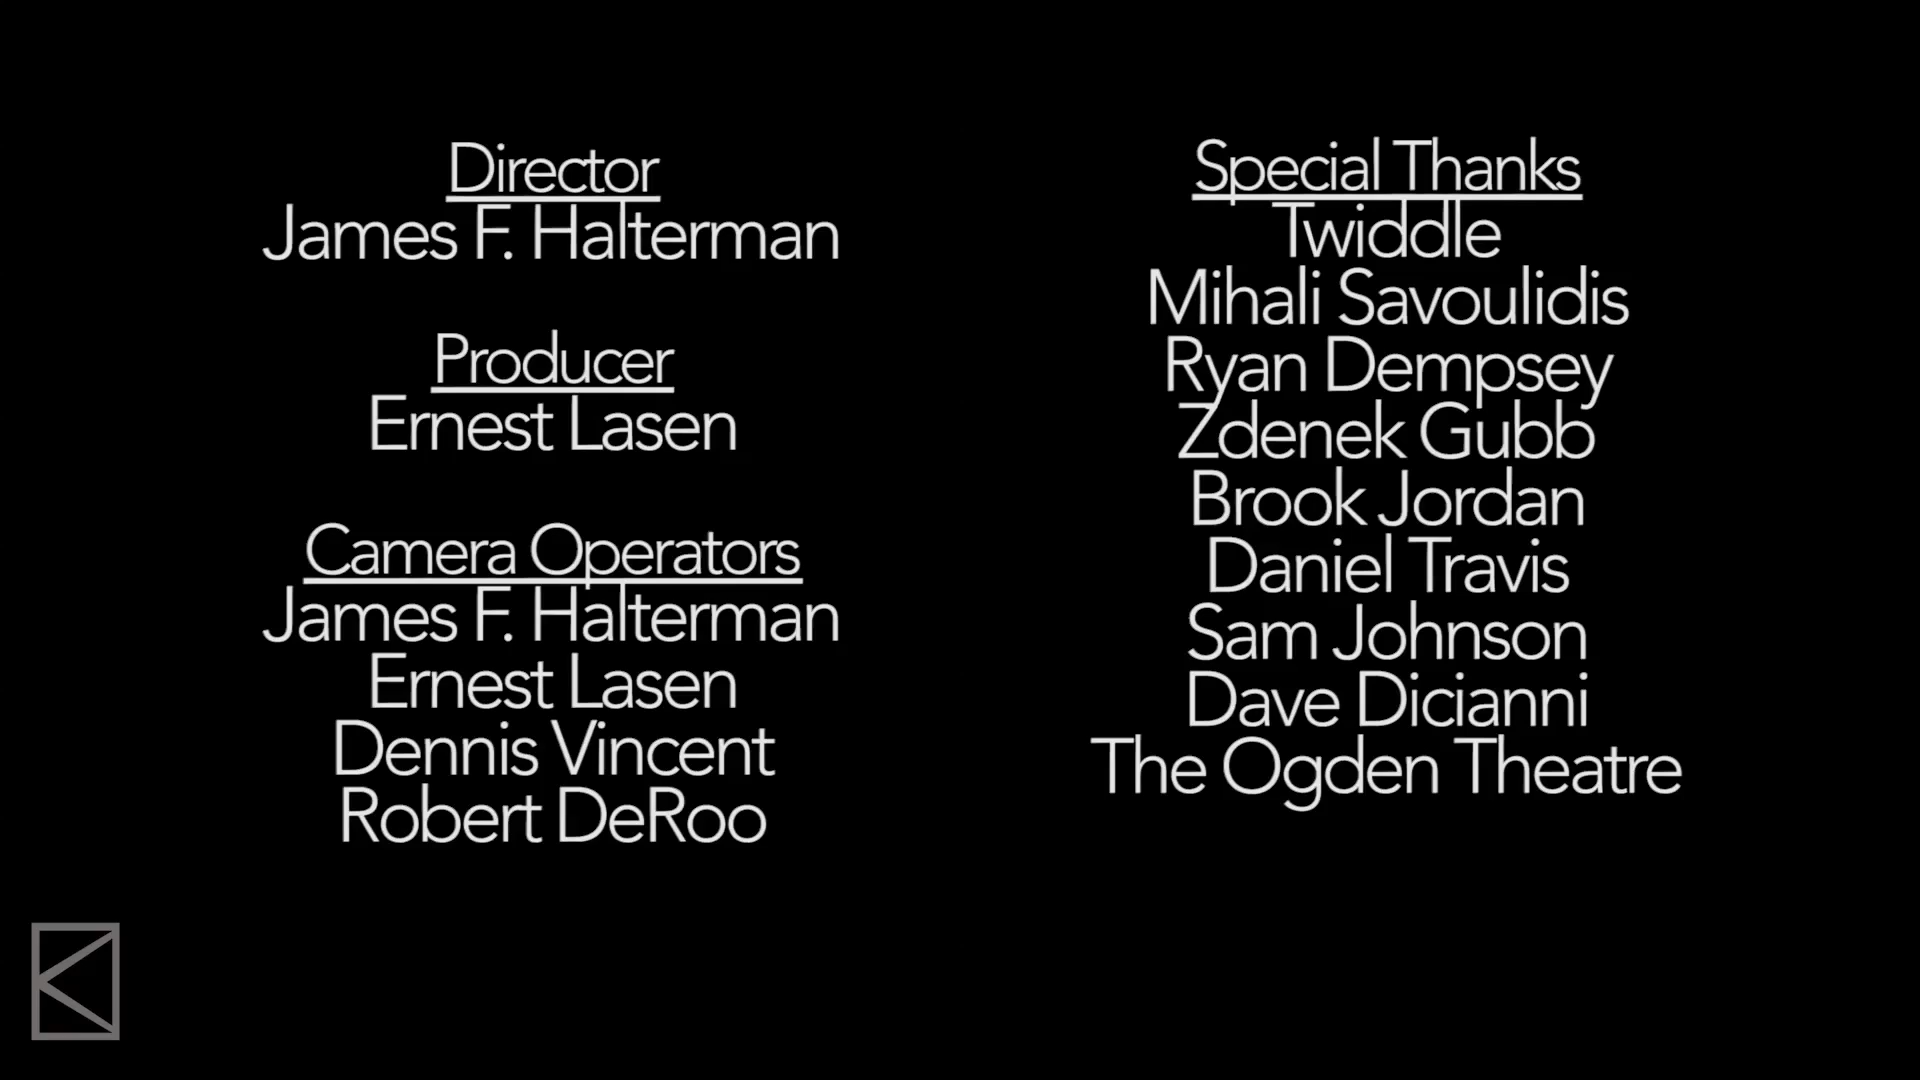 Director
James F. Halterman
Producer
Ernest Lasen
Camera Operators
James F. Halterman
Ernest Lasen
Dennis Vincent
Robert DeRoo
Special Thanks
Twiddle
Mihali Savoulidis
Ryan Dempsey
Zdenek Gubb
Brook Jordan
Daniel Travis
Sam Johnson
Dave Dicianni
The Ogden Theatre